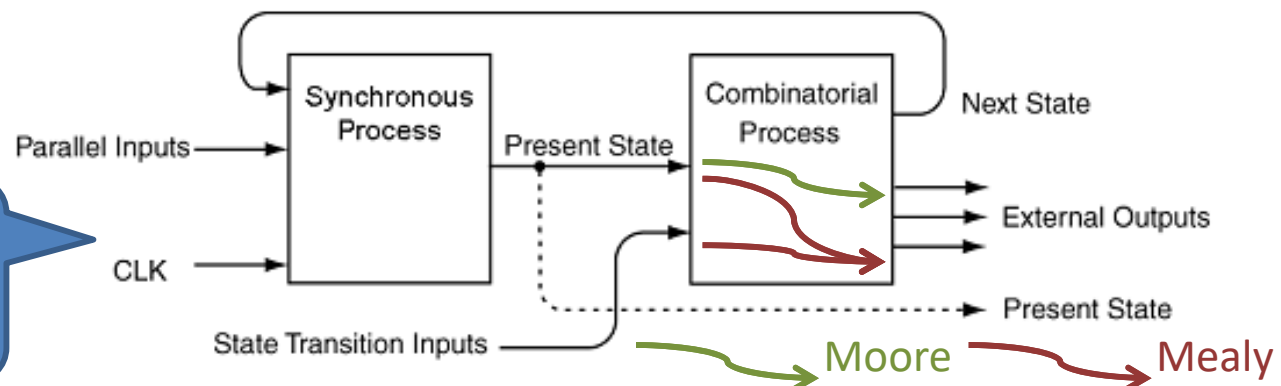 Synchronous
Process
Combinatorial
Process
Next State
Parallel Inputs
Present State
External Outputs
CLK
Present State
State Transition Inputs
Moore
Mealy